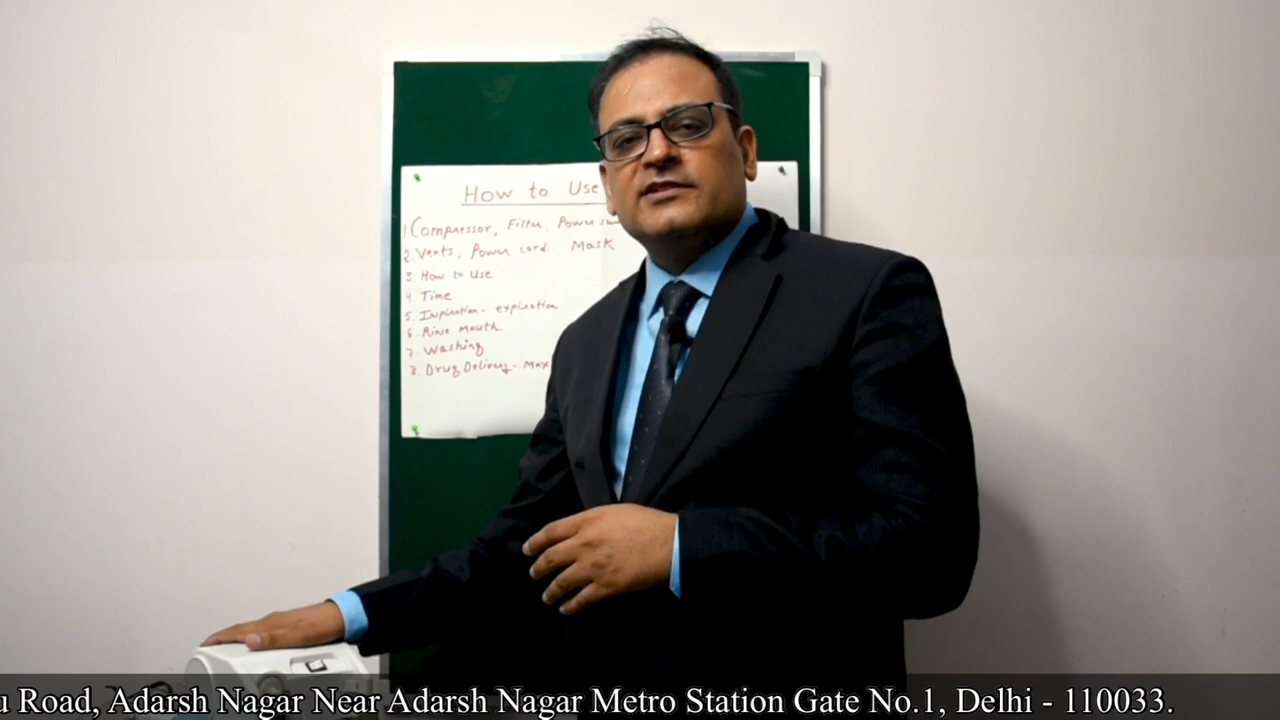 How to Use
1 Compressor, Filter, Power
2. Vents, Power cord. Mask
3. How to Use
4. Time
5. Inspiration - expiration
6. Rinse Mouth
7. Washing
8. Drug Delivery - Max
Road, Adarsh Nagar Near Adarsh Nagar Metro Station Gate No.1, Delhi - 110033.